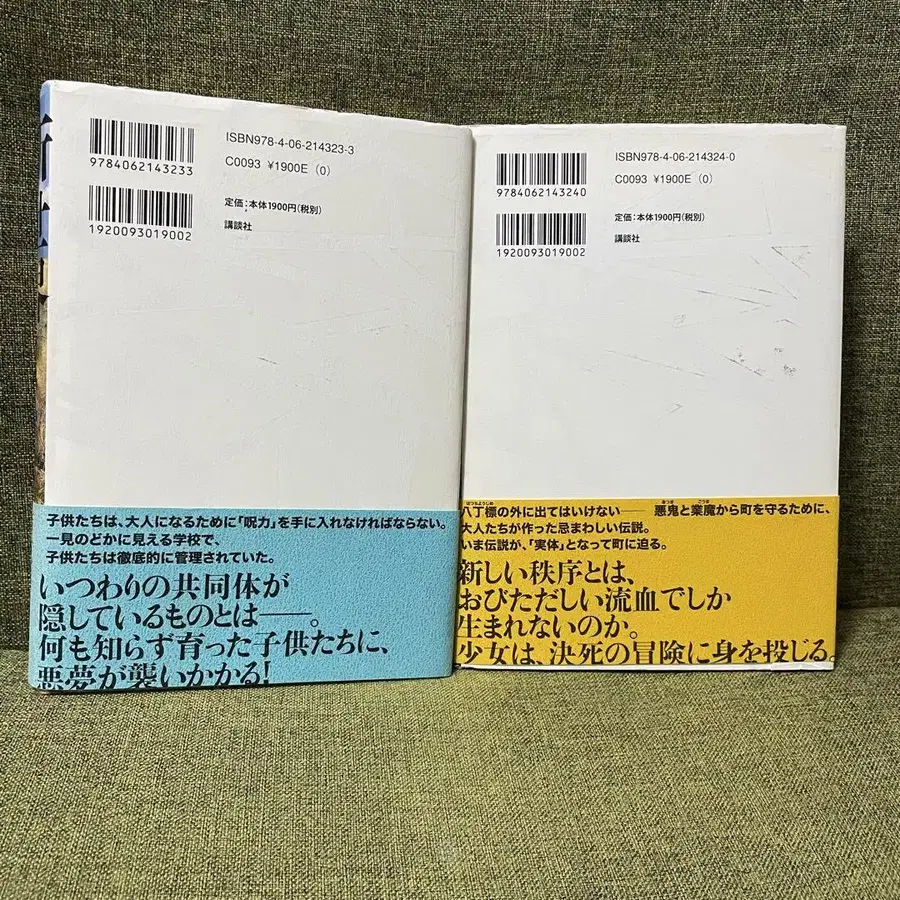 ISBN978-4-06-214323-3
C0093 ¥1900E (0)
9784062143233
定価:本体1900円(税別)
講談社
1920093019002
子供たちは、大人になるために「呪力」を手に入れなければならない。
一見のどかに見える学校で、
子供たちは徹底的に管理されていた。
いつわりの共同体が
隠しているものとは——。
何も知らず育った子供たちに、
悪夢が襲いかかる!
ISBN978-4-06-214324-0
C0093 ¥1900E (0)
9784062143240
定価:本体1900円(税別)
講談社
1920093019002
八丁標の外に出てはいけない—— 悪鬼と業魔から町を守るために、
大人たちが作った忌まわしい伝説。
いま伝説が、「実体」となって町に迫る。
新しい秩序とは、
おびただしい流血でしか
生まれないのか。
少女は、決死の冒険に身を投じる。